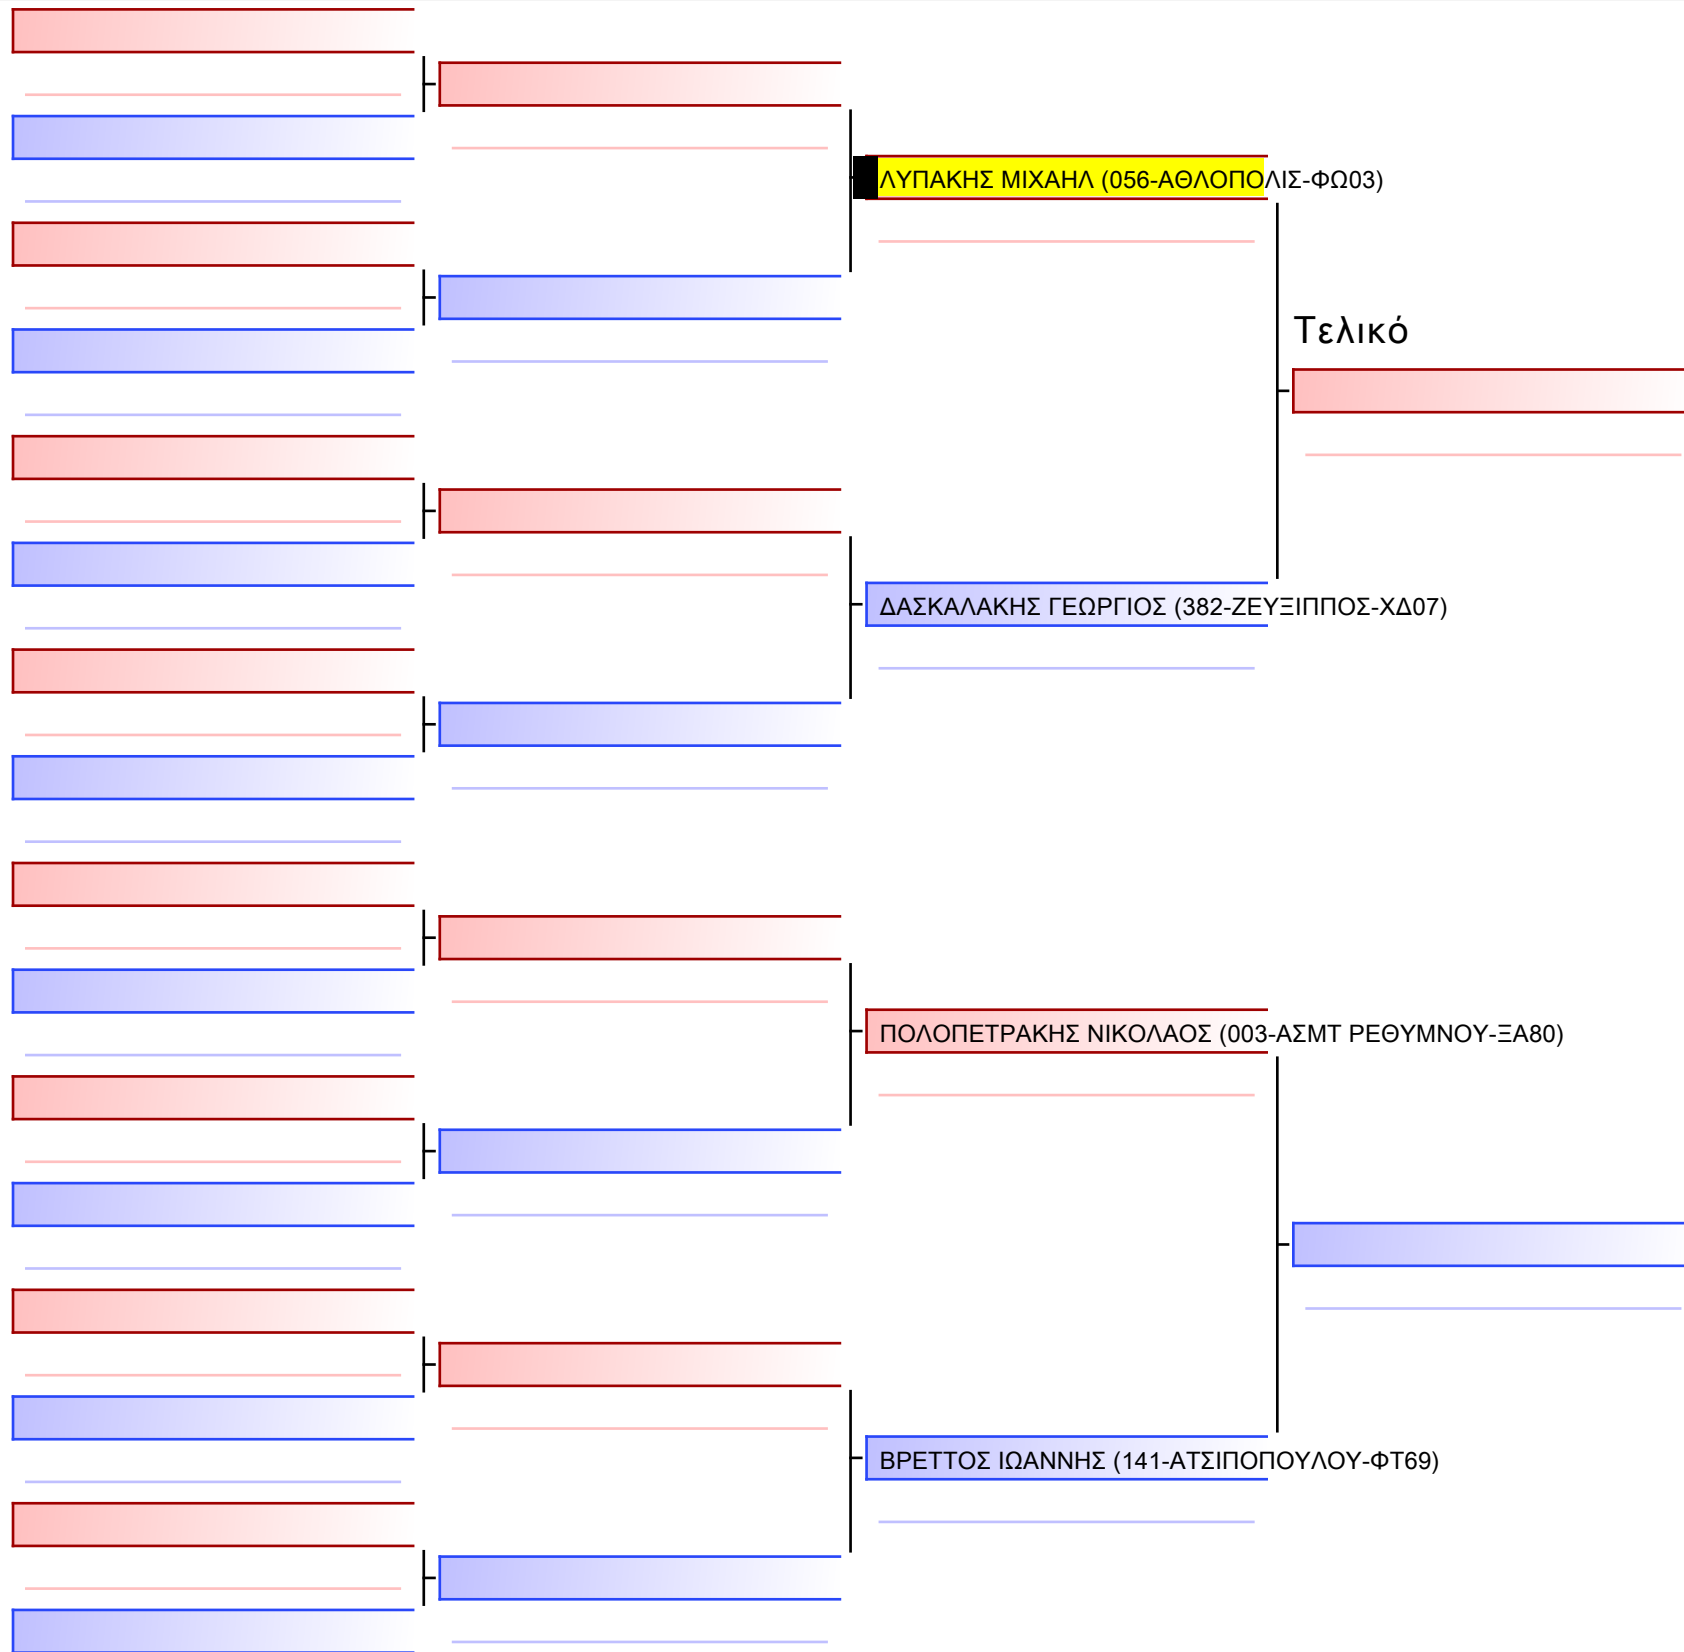 ΛΥΠΑΚΗΣ ΜΙΧΑΗΛ (056-ΑΘΛΟΠΟΛΙΣ-ΦΩ03)
Τελικό
ΔΑΣΚΑΛΑΚΗΣ ΓΕΩΡΓΙΟΣ (382-ΖΕΥΞΙΠΠΟΣ-ΧΔ07)
ΠΟΛΟΠΕΤΡΑΚΗΣ ΝΙΚΟΛΑΟΣ (003-ΑΣΜΤ ΡΕΘΥΜΝΟΥ-ΞΑ80)
ΒΡΕΤΤΟΣ ΙΩΑΝΝΗΣ (141-ΑΤΣΙΠΟΠΟΥΛΟΥ-ΦΤ69)